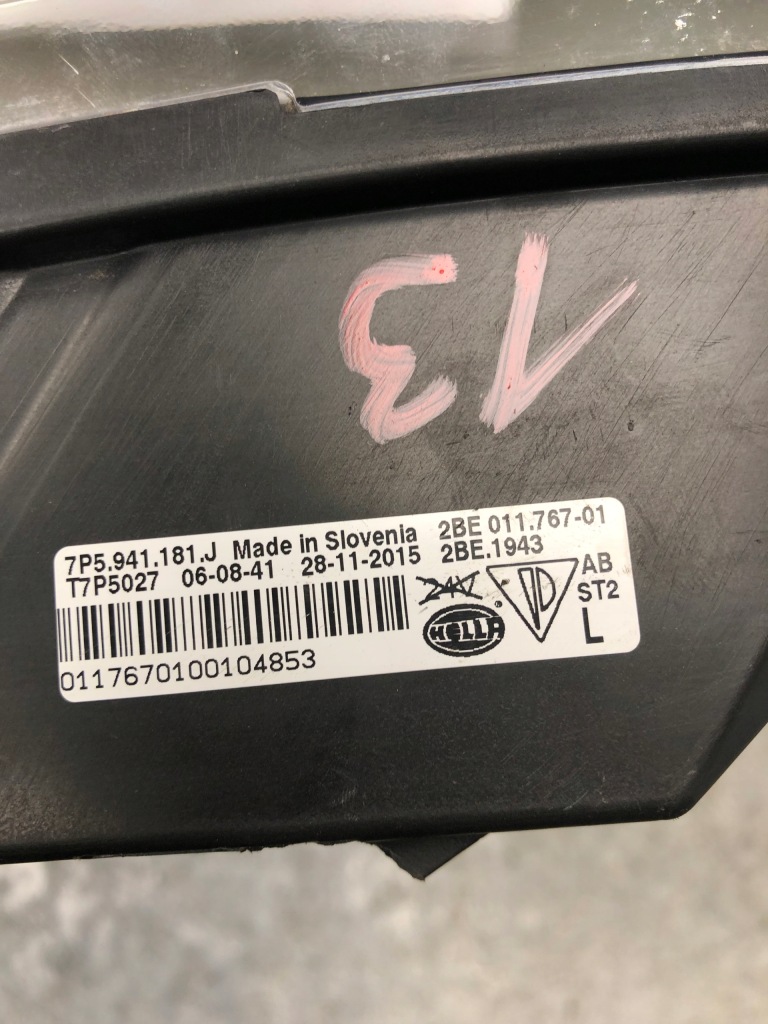 13
7P5.941.181.J Made in Slovenia 2BE 011.767-01
T7P5027 06-08-41 28-11-2015 2BE.1943
24V
AB
ST2
HELLA ®
L
0117670100104853